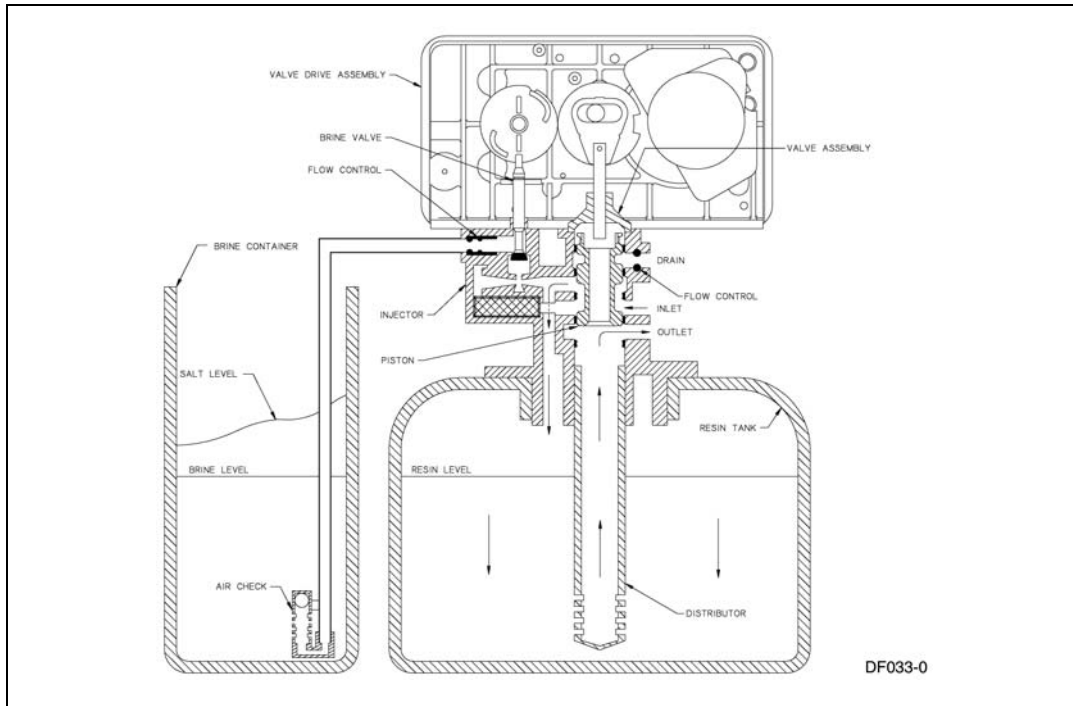 VALVE DRIVE ASSEMBLY
BRINE VALVE
VALVE ASSEMBLY
FLOW CONTROL
BRINE CONTAINER
DRAIN
FLOW CONTROL
INJECTOR
INLET
OUTLET
PISTON
SALT LEVEL
RESIN TANK
BRINE LEVEL
RESIN LEVEL
AIR CHECK
DISTRIBUTOR
DF033-0